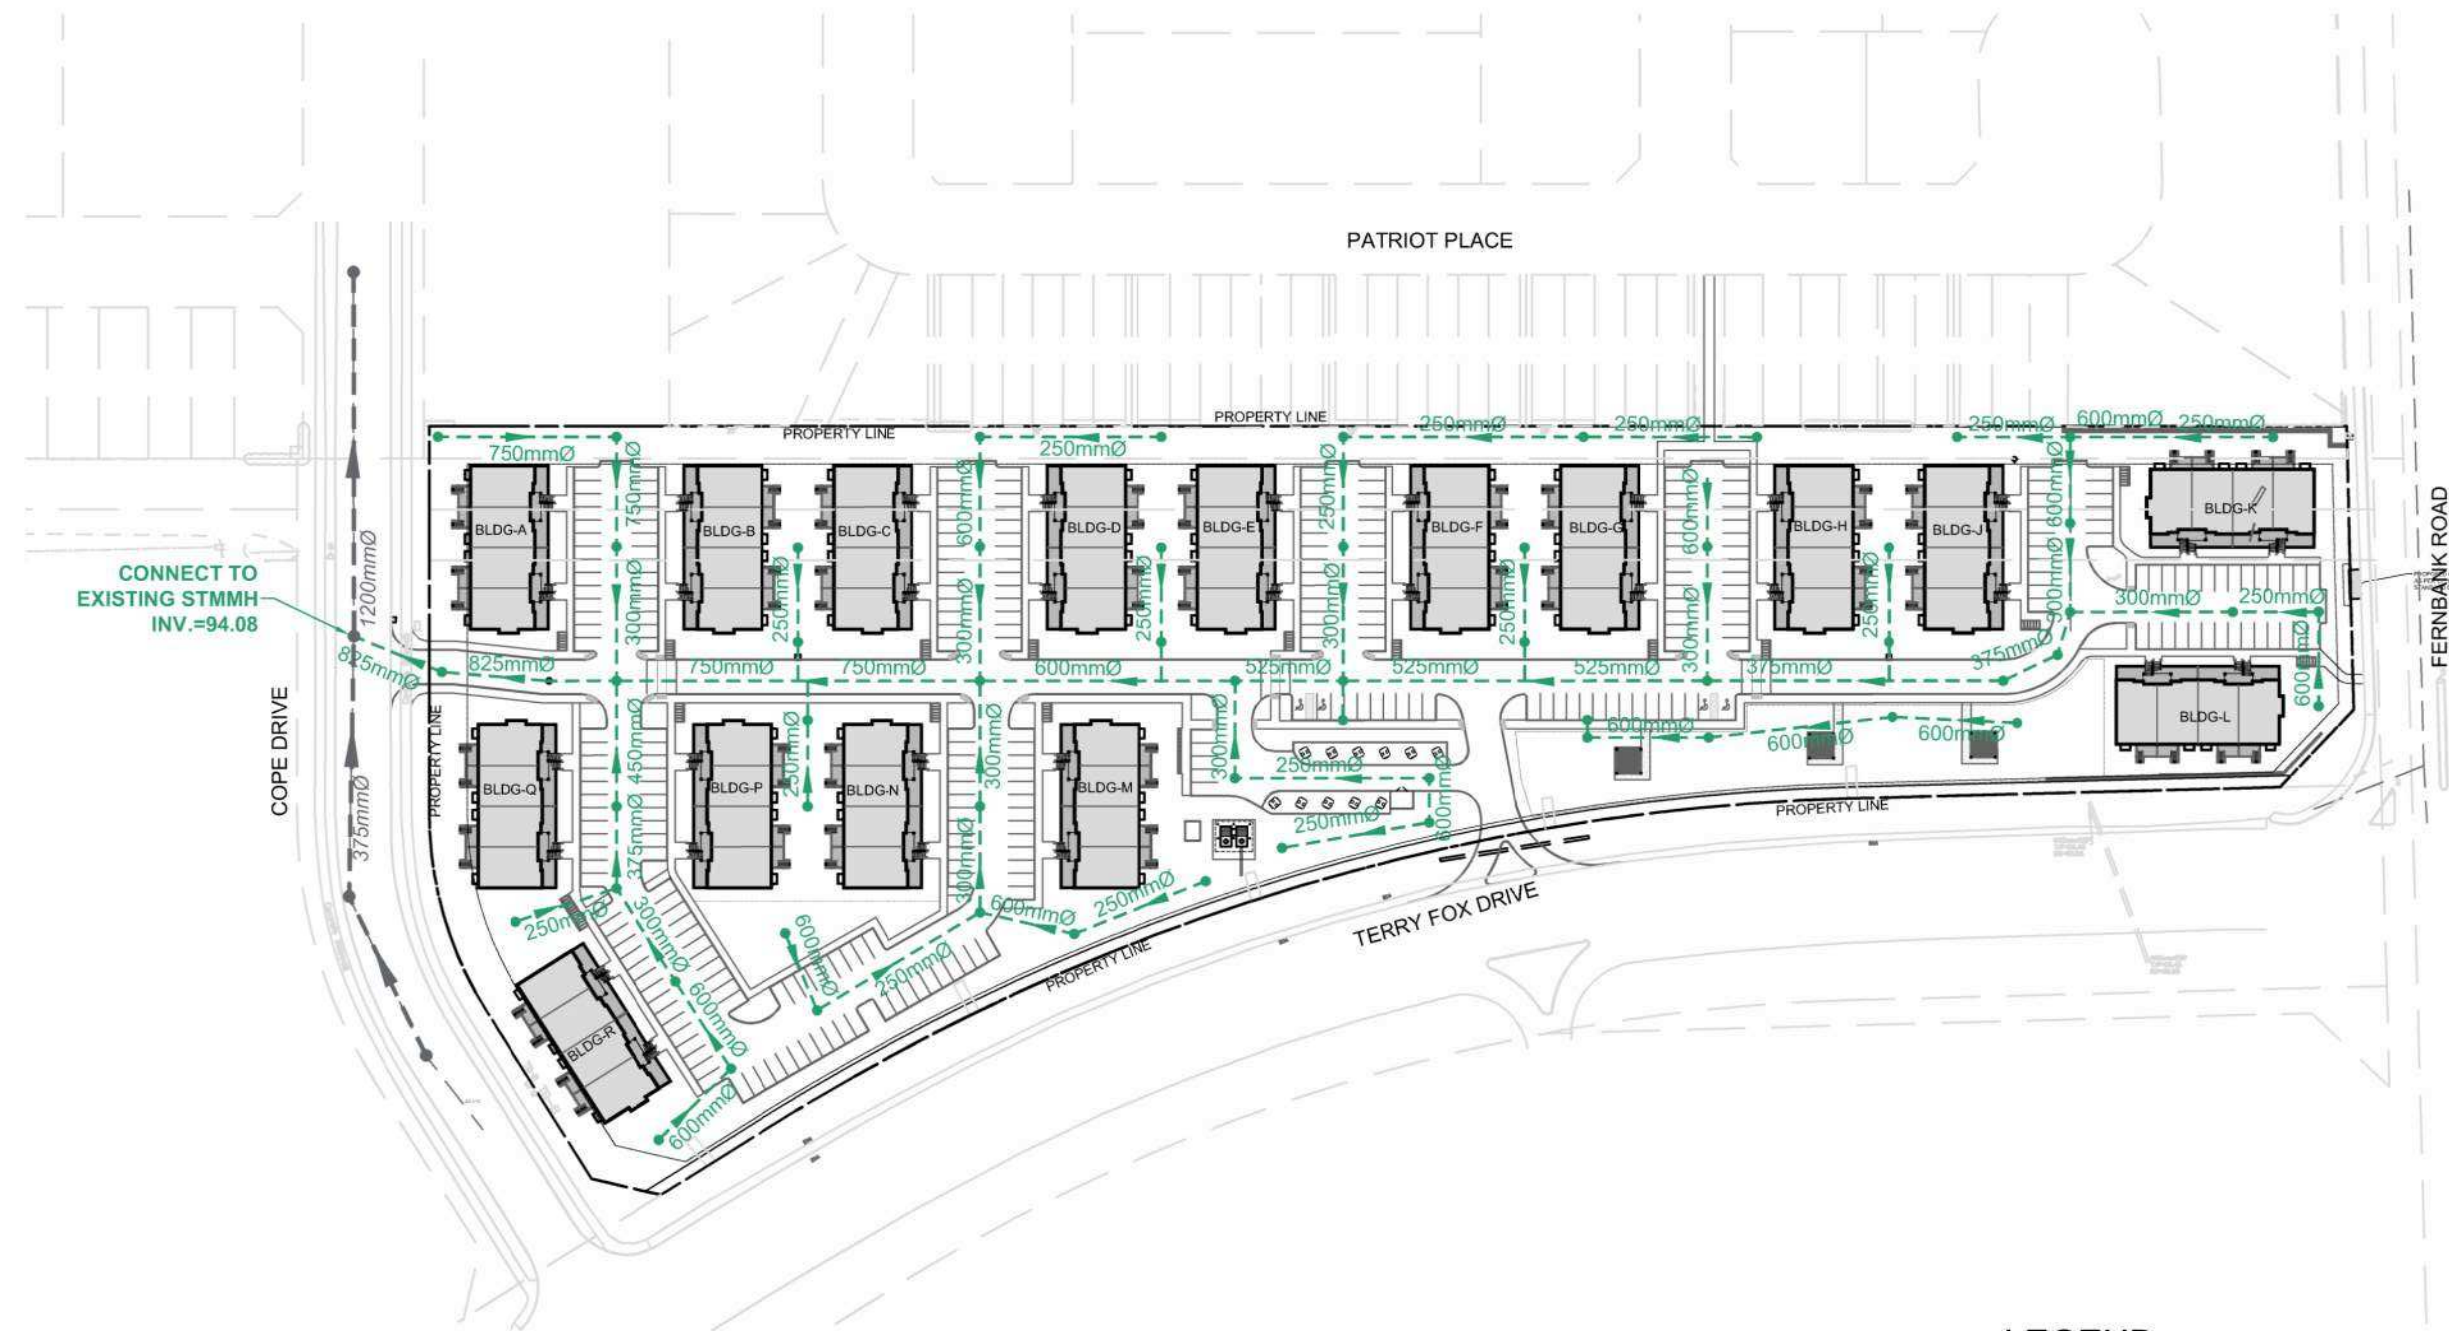 PATRIOT PLACE
PROPERTY LINE
PROPERTY LINE
250mmØ
250mmØ
250mmØ
600mmØ
250mmØ
750mmØ
250mmØ
750mmØ
600mmØ
250mmØ
600mmØ
600mmØ
BLDG-A
BLDG-B
BLDG-C
BLDG-D
BLDG-E
BLDG-F
BLDG-G
BLDG-H
BLDG-J
BLDG-K
FERNBANK ROAD
1200mmØ
CONNECT TO
EXISTING STMMH
INV.=94.08
300mmØ
250mmØ
300mmØ
250mmØ
300mmØ
250mmØ
300mmØ
250mmØ
300mmØ
300mmØ
250mmØ
825mmØ
825mmØ
750mmØ
750mmØ
600mmØ
525mmØ
525mmØ
525mmØ
375mmØ
375mmØ
600mmØ
COPE DRIVE
375mmØ
PROPERTY LINE
450mmØ
250mmØ
300mmØ
300mmØ
250mmØ
600mmØ
600mmØ
600mmØ
BLDG-L
BLDG-Q
BLDG-P
BLDG-N
BLDG-M
PROPERTY LINE
375mmØ
300mmØ
250mmØ
600mmØ
250mmØ
300mmØ
600mmØ
250mmØ
600mmØ
250mmØ
TERRY FOX DRIVE
PROPERTY LINE
600mmØ
BLDG-R
600mmØ